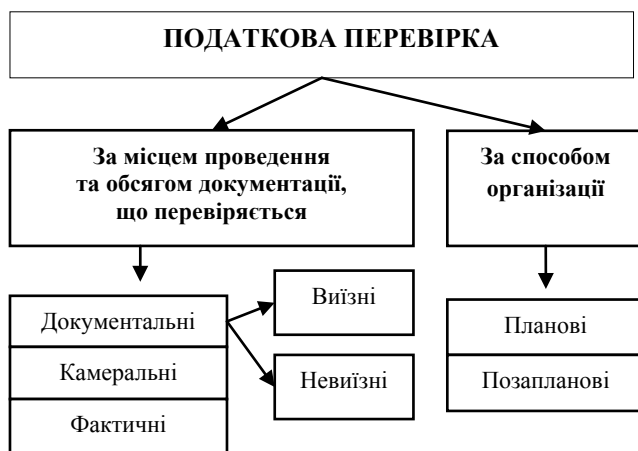 ПОДАТКОВА ПЕРЕВІРКА
За місцем проведення
та обсягом документації,
що перевіряється
За способом
організації
Документальні
Камеральні
Фактичні
Виїзні
Невиїзні
Планові
Позапланові